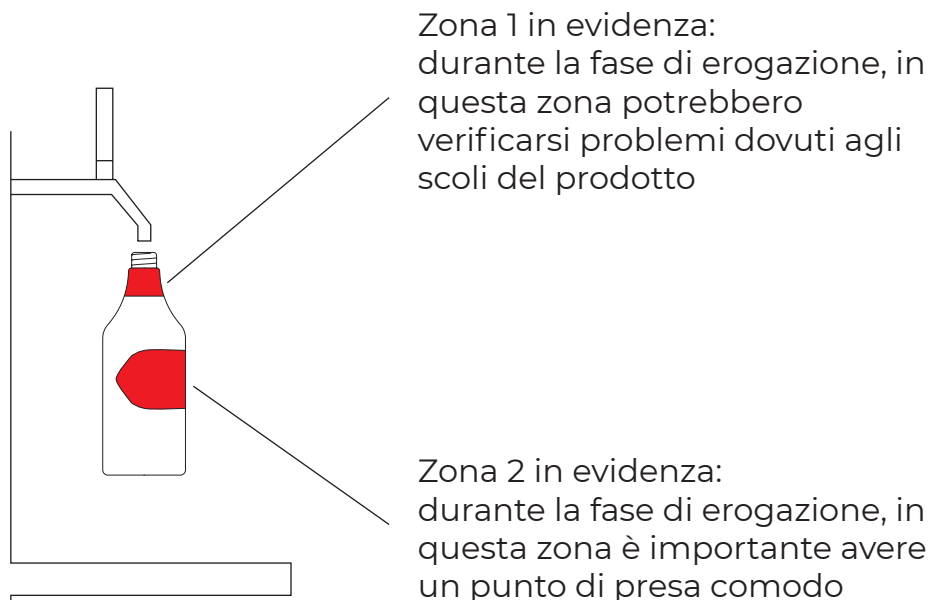 Zona 1 in evidenza:
durante la fase di erogazione, in
questa zona potrebbero
verificarsi problemi dovuti agli
scoli del prodotto
Zona 2 in evidenza:
durante la fase di erogazione, in
questa zona è importante avere
un punto di presa comodo